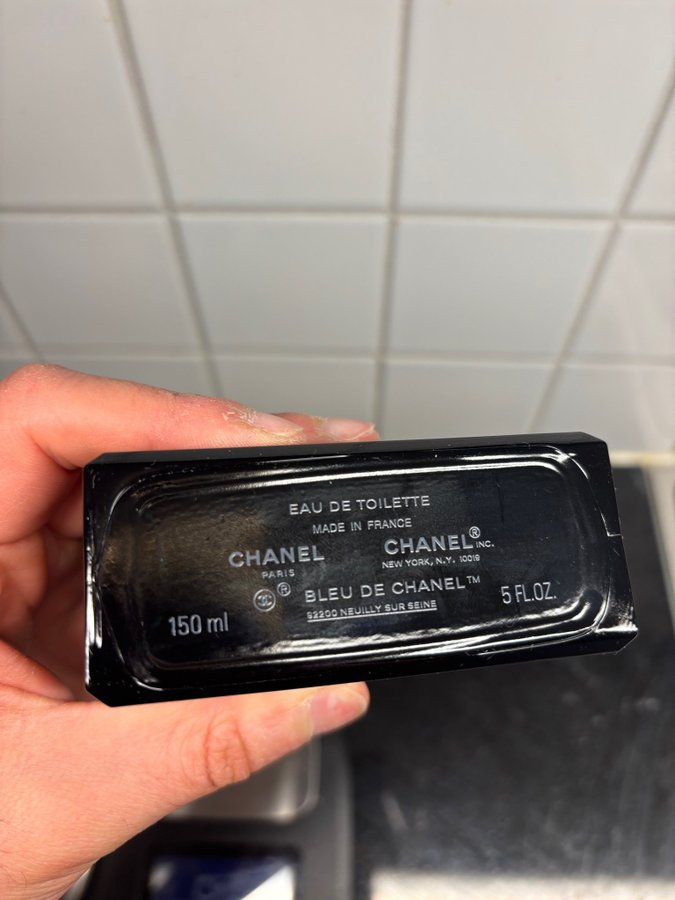 EAU DE TOILETTE
MADE IN FRANCE
CHANEL CHANEL® INC.
PARIS NEW YORK, N.Y. 10019
® BLEU DE CHANEL™
150 ml 92200 NEUILLY SUR SEINE 5 FL.OZ.